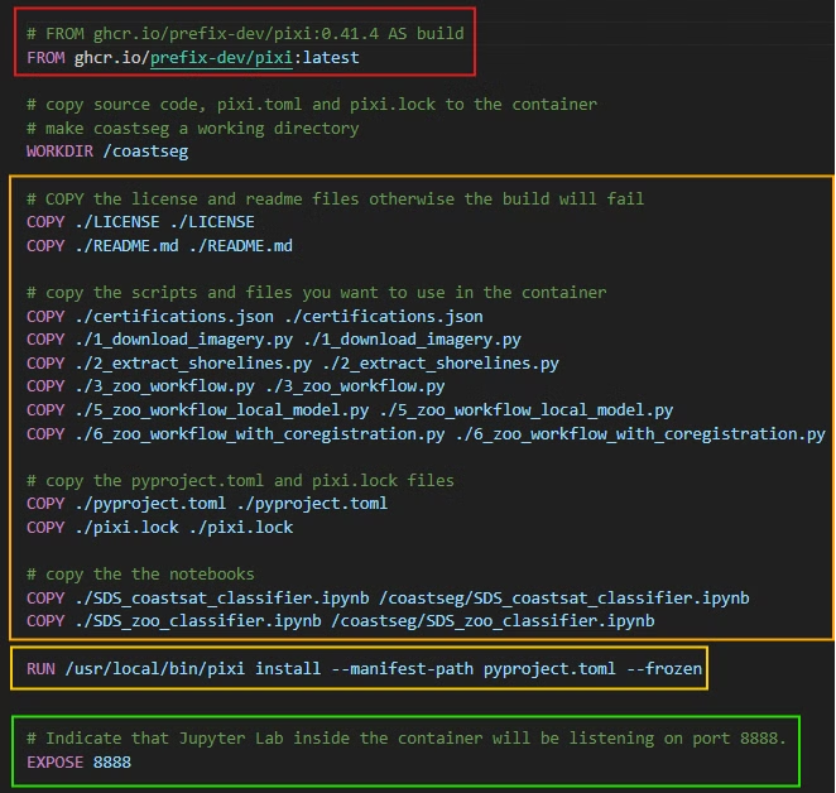 # FROM ghcr.io/prefix-dev/pixi:0.41.4 AS build
FROM ghcr.io/prefix-dev/pixi:latest
# copy source code, pixi.toml and pixi.lock to the container
# make coastseg a working directory
WORKDIR /coastseg
# COPY the license and readme files otherwise the build will fail
COPY ./LICENSE ./LICENSE
COPY ./README.md ./README.md
# copy the scripts and files you want to use in the container
COPY ./certifications.json ./certifications.json
COPY ./1_download_imagery.py ./1_download_imagery.py
COPY ./2_extract_shorelines.py ./2_extract_shorelines.py
COPY ./3_zoo_workflow.py ./3_zoo_workflow.py
COPY ./5_zoo_workflow_local_model.py ./5_zoo_workflow_local_model.py
COPY ./6_zoo_workflow_with_coregistration.py ./6_zoo_workflow_with_coregistration.py
# copy the pyproject.toml and pixi.lock files
COPY ./pyproject.toml ./pyproject.toml
COPY ./pixi.lock ./pixi.lock
# copy the the notebooks
COPY ./SDS_coastsat_classifier.ipynb /coastseg/SDS_coastsat_classifier.ipynb
COPY ./SDS_zoo_classifier.ipynb /coastseg/SDS_zoo_classifier.ipynb
RUN /usr/local/bin/pixi install --manifest-path pyproject.toml --frozen
# Indicate that Jupyter Lab inside the container will be listening on port 8888.
EXPOSE 8888